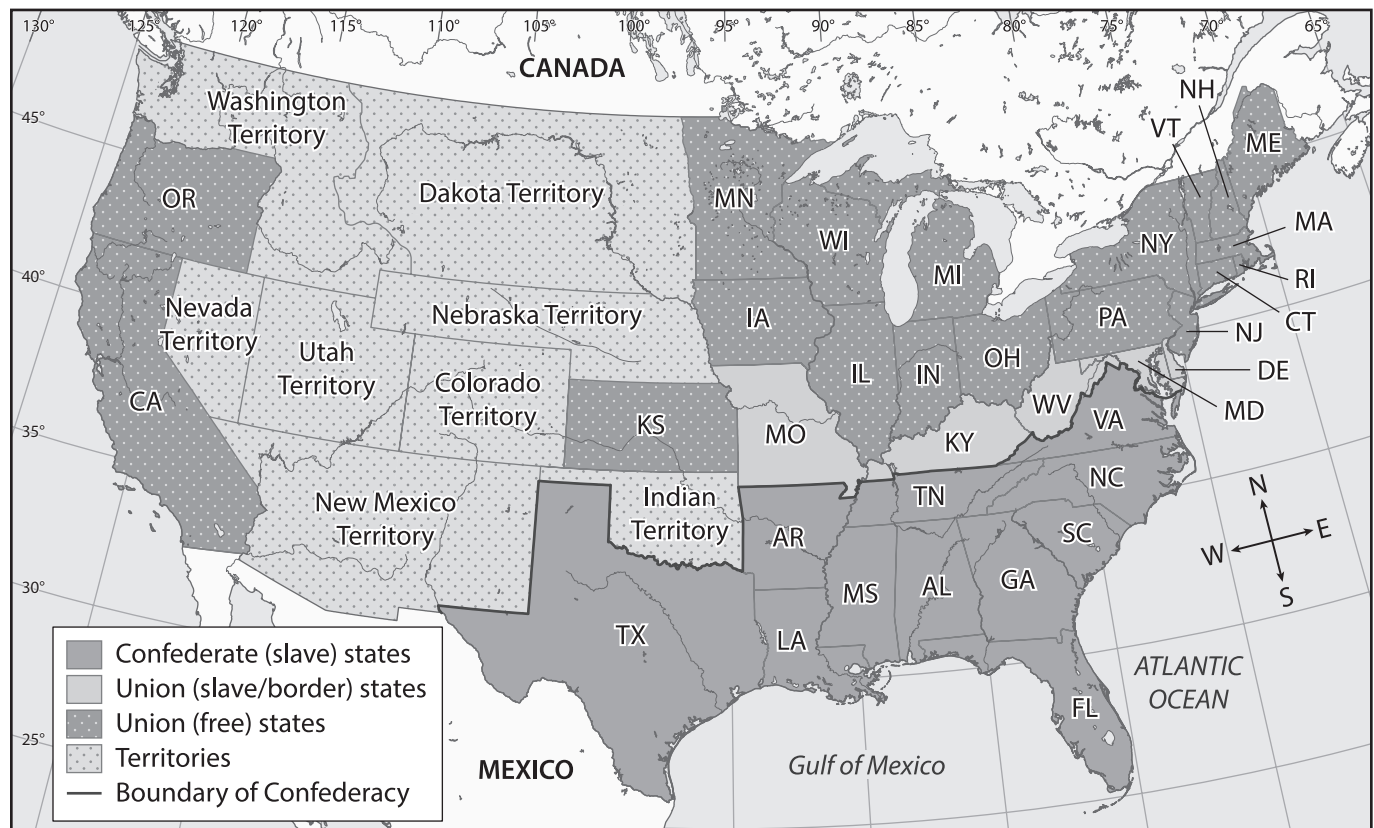 130°
125°
120°
115°
110°
105°
100°
95°
90°
85°
80°
75°
70°
65°
45°
40°
35°
30°
25°
CANADA
Washington
Territory
OR
Dakota Territory
MN
WI
MI
NH
VT
ME
NY
MA
RI
CT
NJ
PA
DE
MD
Nevada
Territory
Utah
Territory
Nebraska Territory
Colorado
Territory
IA
IL
IN
OH
WV
VA
CA
KS
MO
KY
NC
TN
SC
New Mexico
Territory
Indian
Territory
AR
MS
AL
GA
TX
LA
FL
N
W
E
S
ATLANTIC
OCEAN
Gulf of Mexico
MEXICO
Confederate (slave) states
Union (slave/border) states
Union (free) states
Territories
Boundary of Confederacy